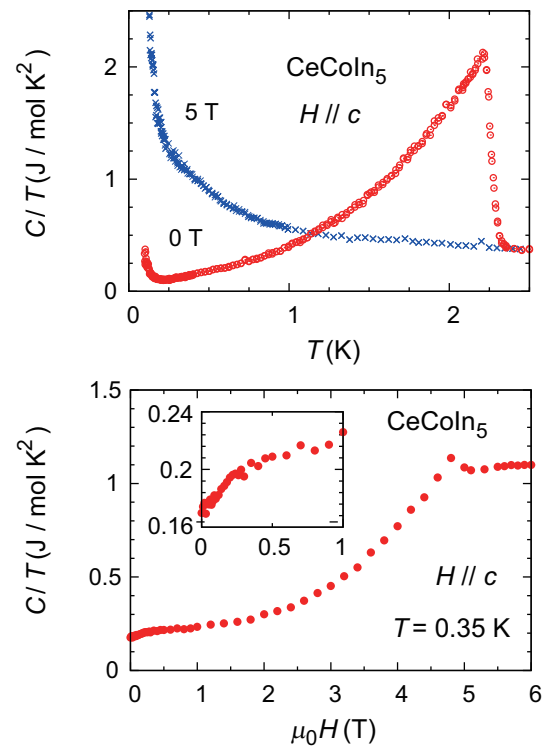 C/T (J / mol K²)
2
1
0
CeCoIn₅
H // c
5 T
0 T
0
1
2
T (K)
C/T (J / mol K²)
1.5
1
0.5
0
CeCoIn₅
0.24
0.2
0.16
0
0.5
1
H // c
T = 0.35 K
0
1
2
3
4
5
6
μ₀H (T)